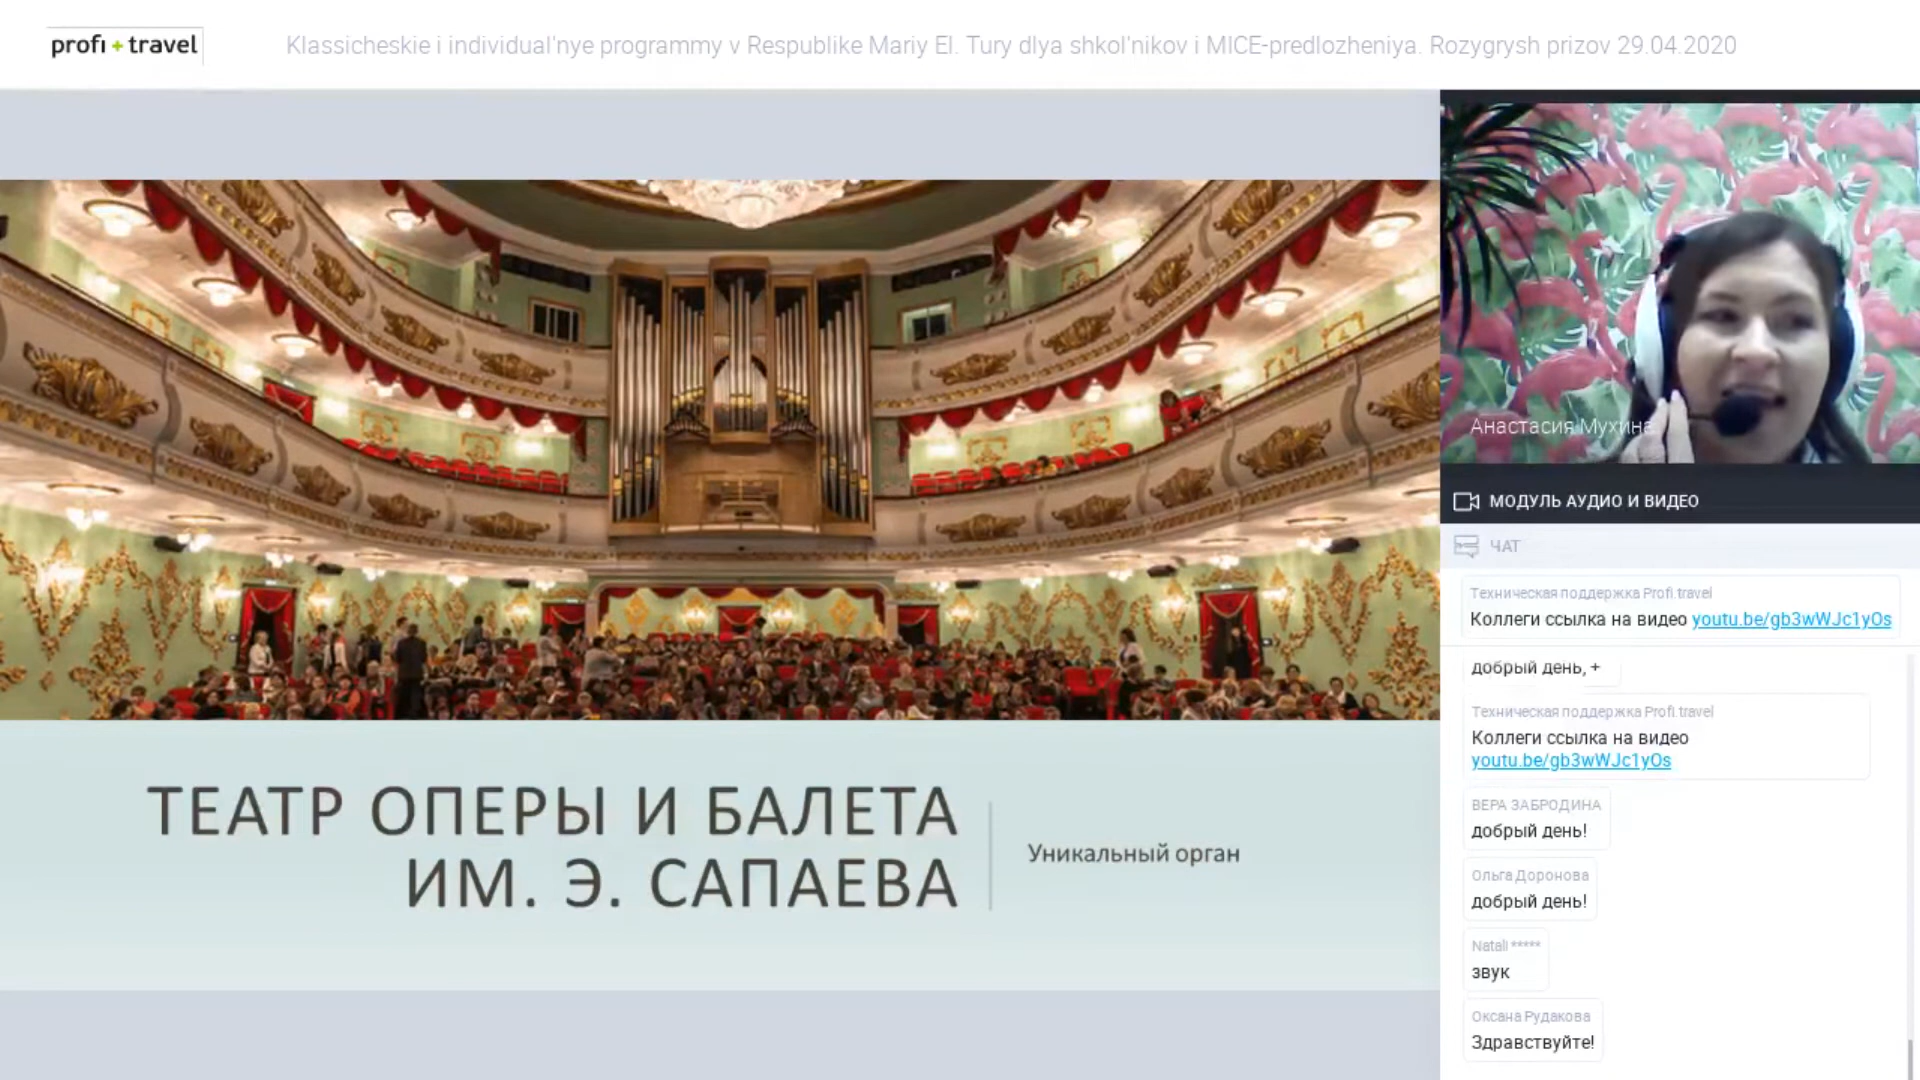 profi + travel
Klassicheskie i individual'nye programmy v Respublike Mariy El. Tury dlya shkol'nikov i MICE-predlozheniya. Rozygrysh prizov 29.04.2020
ТЕАТР ОПЕРЫ И БАЛЕТА
ИМ. Э. САПАЕВА
Уникальный орган
Анастасия Мухина
МОДУЛЬ АУДИО И ВИДЕО
ЧАТ
Техническая поддержка Profi.travel
Коллеги ссылка на видео youtu.be/gb3wWJc1yOs
добрый день, +
Техническая поддержка Profi.travel
Коллеги ссылка на видео
youtu.be/gb3wWJc1yOs
ВЕРА ЗАБРОДИНА
добрый день!
Ольга Доронова
добрый день!
Natali *****
звук
Оксана Рудакова
Здравствуйте!